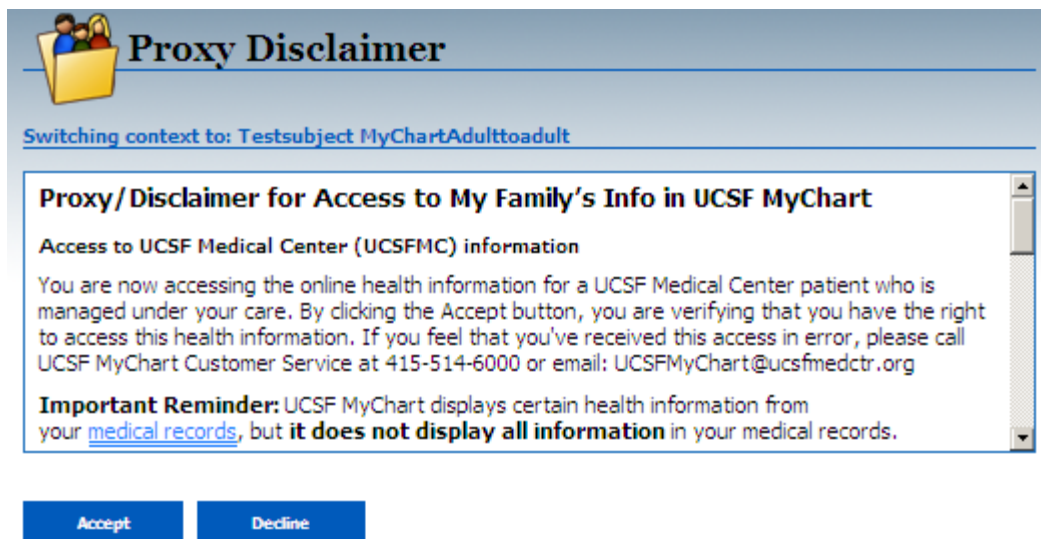 Proxy Disclaimer
Switching context to: Testsubject MyChartAdulttoadult
Proxy/Disclaimer for Access to My Family's Info in UCSF MyChart
Access to UCSF Medical Center (UCSFMC) information
You are now accessing the online health information for a UCSF Medical Center patient who is
managed under your care. By clicking the Accept button, you are verifying that you have the right
to access this health information. If you feel that you've received this access in error, please call
UCSF MyChart Customer Service at 415-514-6000 or email: UCSFMyChart@ucsfmedctr.org
Important Reminder: UCSF MyChart displays certain health information from
your medical records, but it does not display all information in your medical records.
Accept Decline